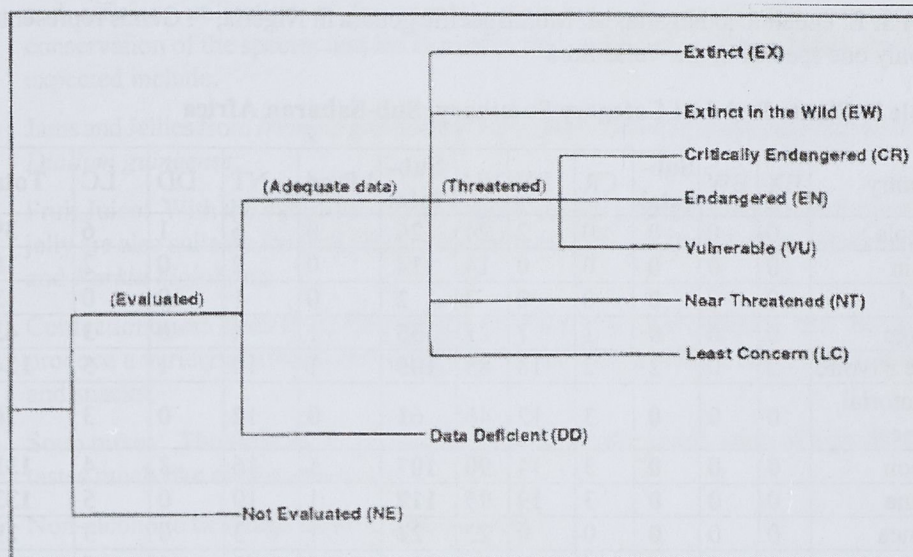 Extinct (EX)
Extinct in the Wild (EW)
Critically Endangered (CR)
(Adequate data)
(Threatened)
Endangered (EN)
Vulnerable (VU)
(Evaluated)
Near Threatened (NT)
Least Concern (LC)
Data Deficient (DD)
Not Evaluated (NE)